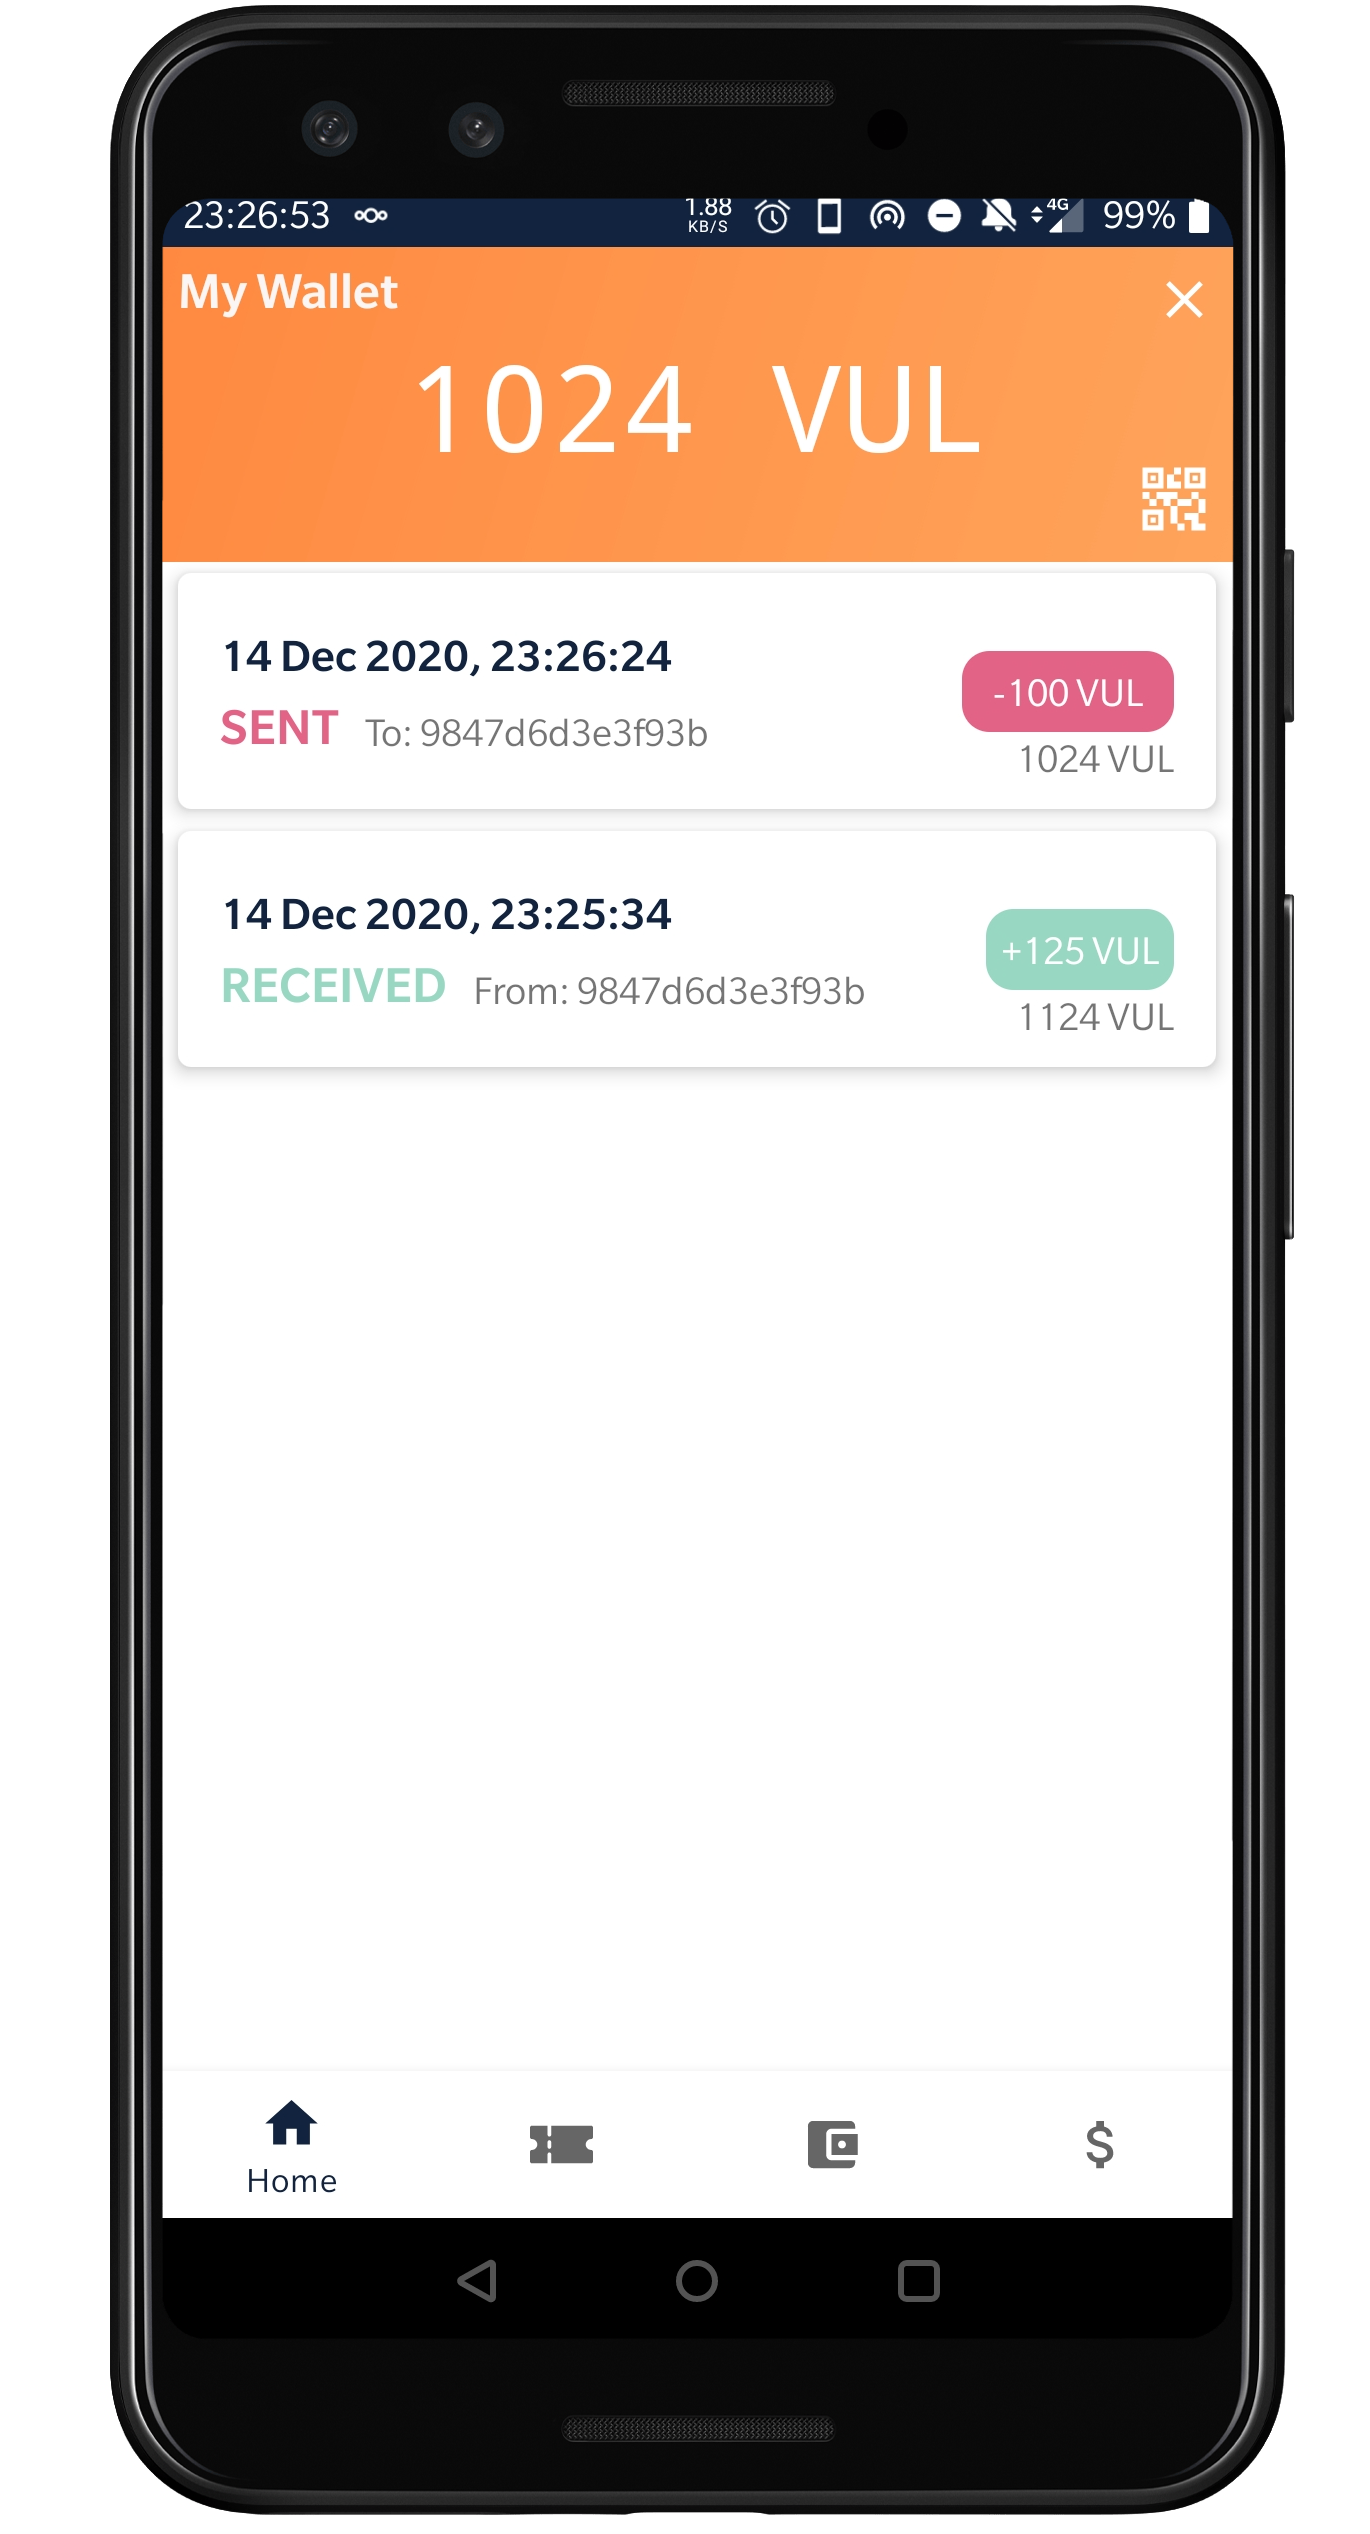 23:26:53 1.88 KB/S 4G 99%
My Wallet
1024 VUL
14 Dec 2020, 23:26:24
-100 VUL
SENT To: 9847d6d3e3f93b
1024 VUL
14 Dec 2020, 23:25:34
+125 VUL
RECEIVED From: 9847d6d3e3f93b
1124 VUL
$
Home